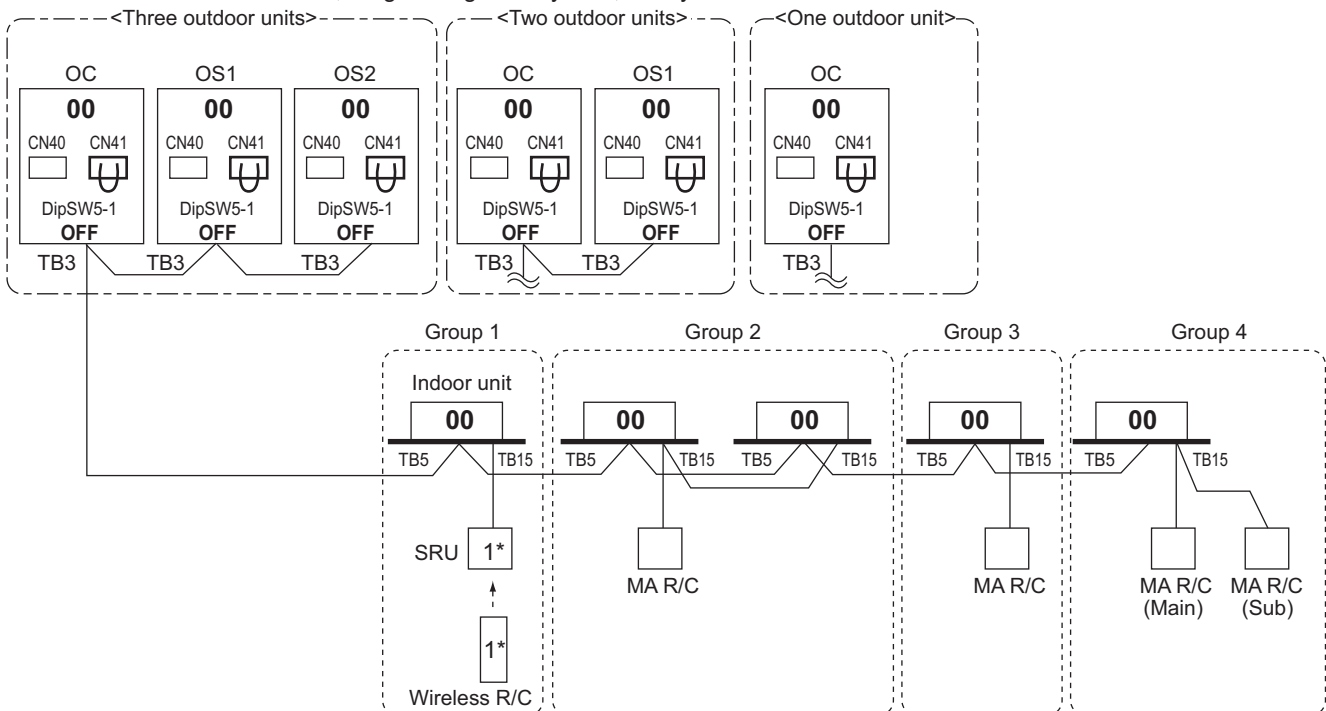 <Three outdoor units>
<Two outdoor units>
<One outdoor unit>
OC OS1 OS2 OC OS1 OC
00 00 00 00 00 00
CN40 CN41 CN40 CN41 CN40 CN41 CN40 CN41 CN40 CN41 CN40 CN41
DipSW5-1 DipSW5-1 DipSW5-1 DipSW5-1 DipSW5-1 DipSW5-1
OFF OFF OFF OFF OFF OFF
TB3 TB3 TB3 TB3 TB3 TB3
Group 1 Group 2 Group 3 Group 4
Indoor unit
00 00 00 00 00
TB5 TB15 TB5 TB15 TB5 TB15 TB5 TB15 TB5 TB15
SRU 1*
MA R/C MA R/C MA R/C MA R/C
(Main) (Sub)
1*
Wireless R/C